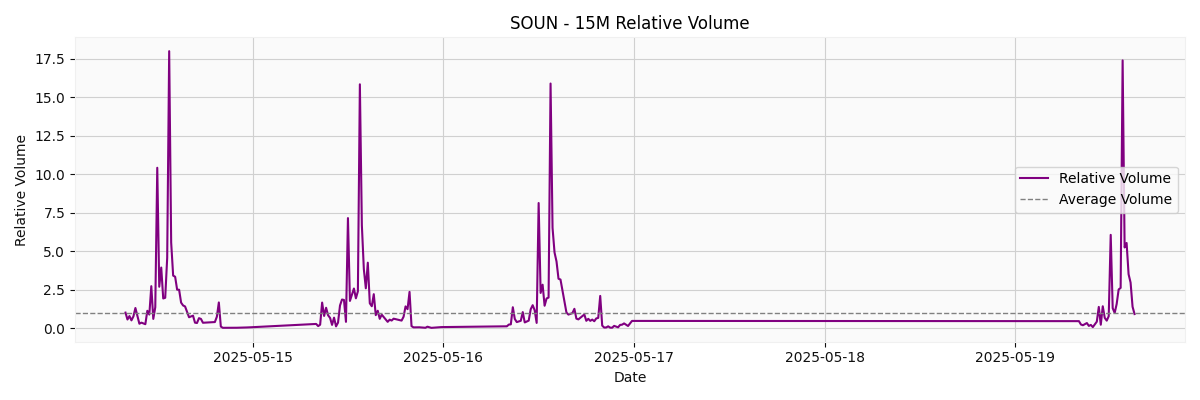 SOUN - 15M Relative Volume
Relative Volume
17.5
15.0
12.5
10.0
7.5
5.0
2.5
0.0
Relative Volume
Average Volume
2025-05-15
2025-05-16
2025-05-17
2025-05-18
2025-05-19
Date